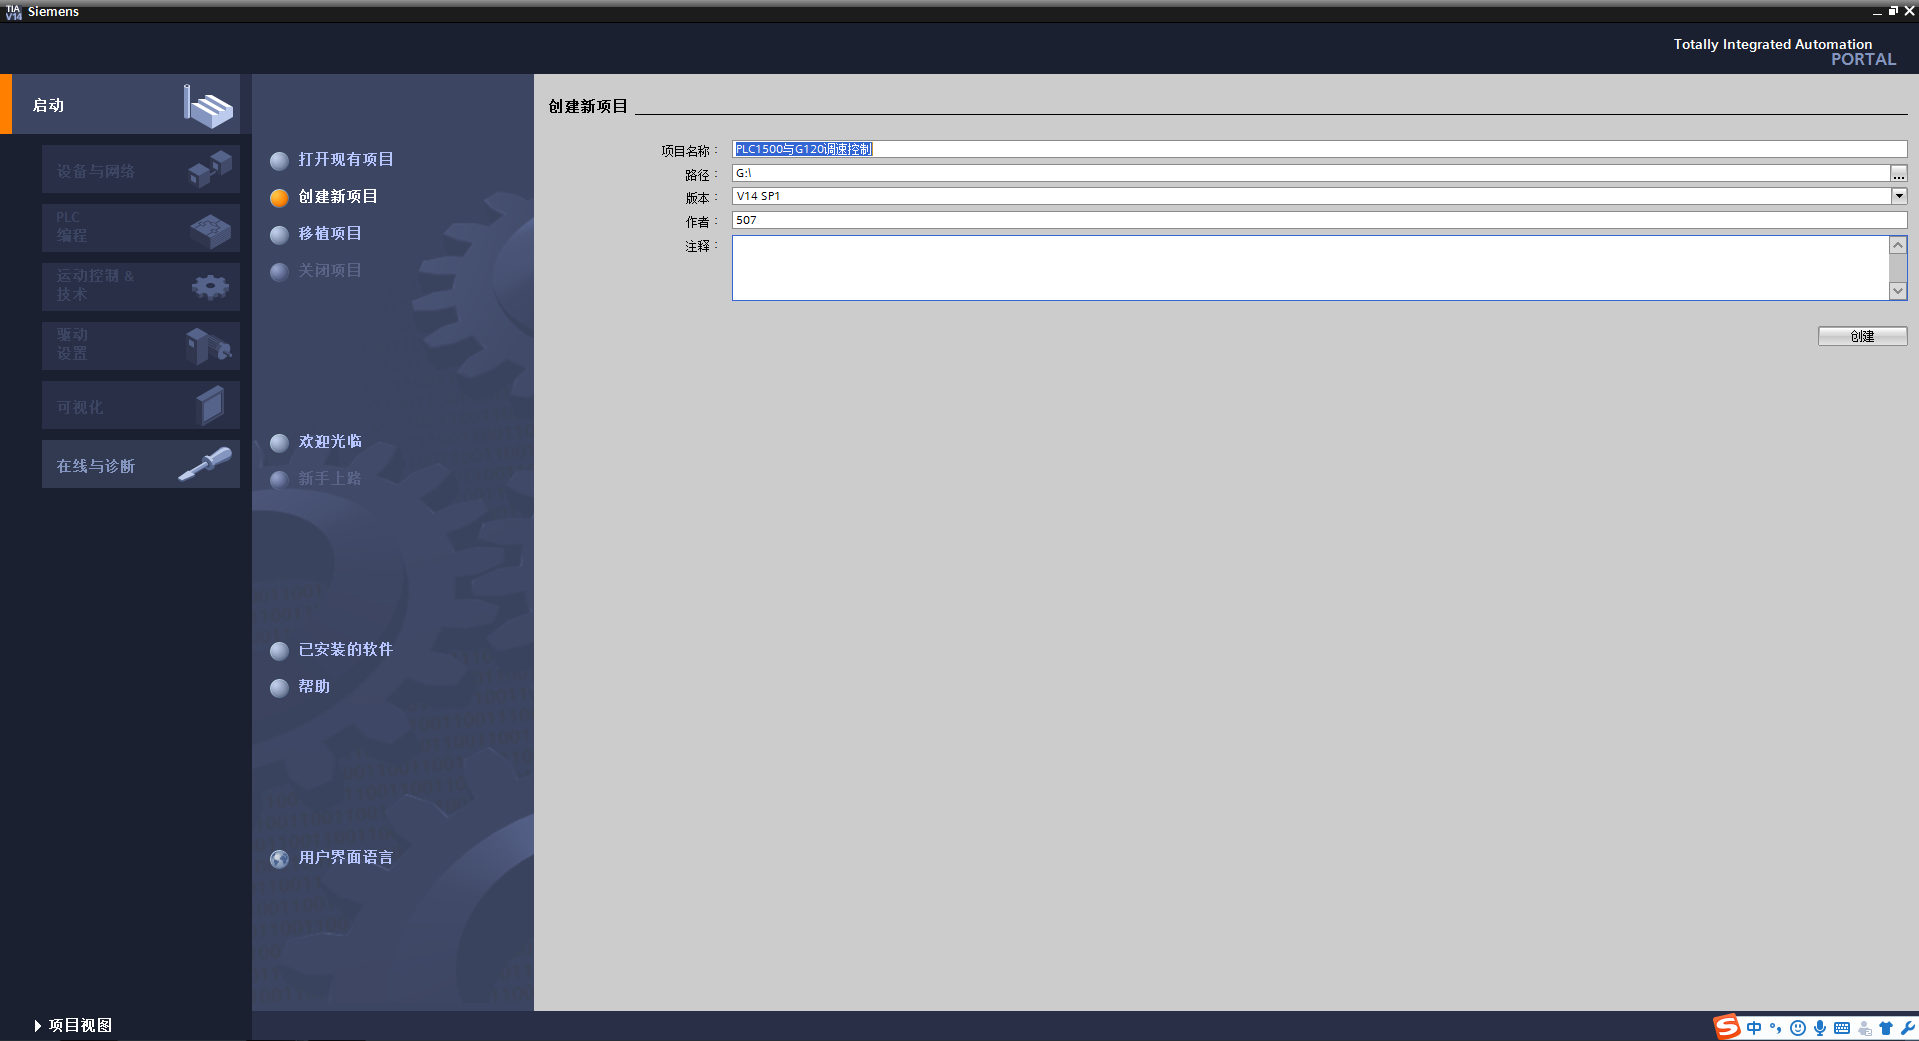 TIA
V14
Siemens
Totally Integrated Automation
PORTAL
启动
设备与网络
PLC
编程
运动控制 &
技术
驱动
设置
可视化
在线与诊断
项目视图
打开现有项目
创建新项目
移植项目
关闭项目
欢迎光临
新手上路
已安装的软件
帮助
用户界面语言
创建新项目
项目名称：
PLC1500与G120调速控制
路径：
G:\
...
版本：
V14 SP1
作者：
507
注释：
创建
中